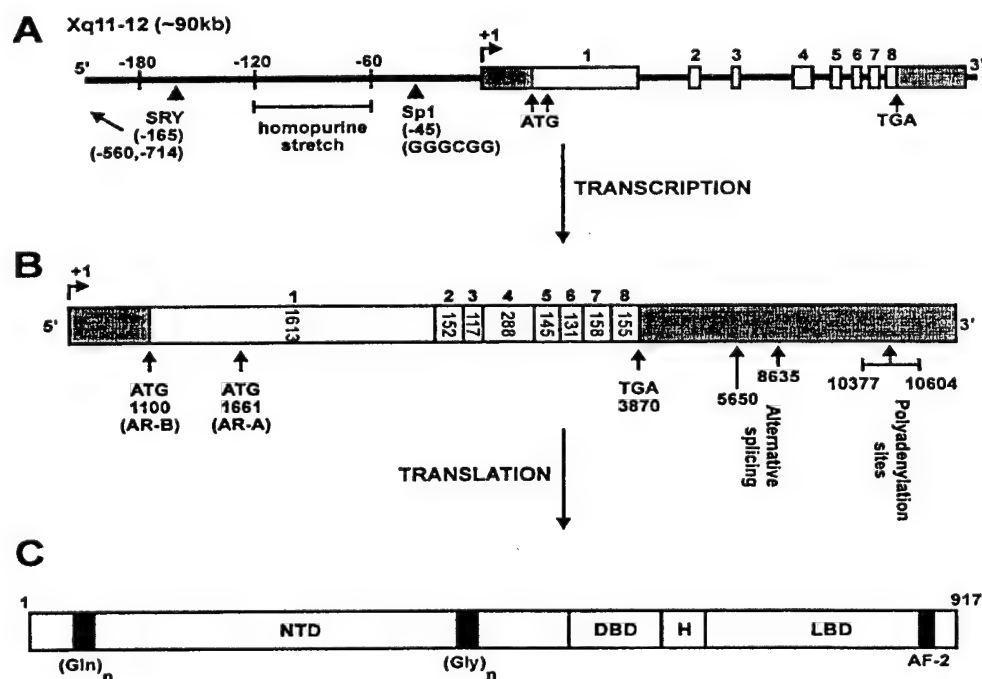 A
Xq11-12 (~90kb)
5'
-180
-120
-60
+1
1
2
3
4
5
6
7
8
3'
SRY
(-165)
(-560,-714)
homopurine
stretch
Sp1
(-45)
(GGGCGG)
ATG
TGA
TRANSCRIPTION
B
+1
5'
1
2
3
4
5
6
7
8
1613
152
117
288
145
131
158
155
3'
ATG
1100
(AR-B)
ATG
1661
(AR-A)
TGA
3870
5650
8635
10377
10604
Alternative
splicing
Polyadenylation
sites
TRANSLATION
C
1
917
NTD
DBD
H
LBD
(Gln)n
(Gly)n
AF-2